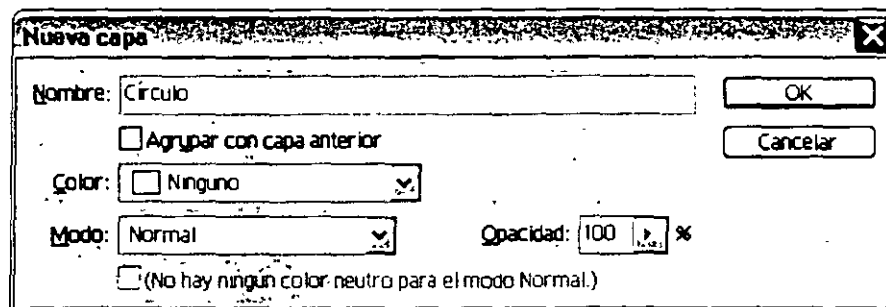 Nueva capa
Nombre: Círculo OK
Agrupar con capa anterior Cancelar
Color: Ninguno
Modo: Normal Opacidad: 100 %
(No hay ningún color neutro para el modo Normal.)